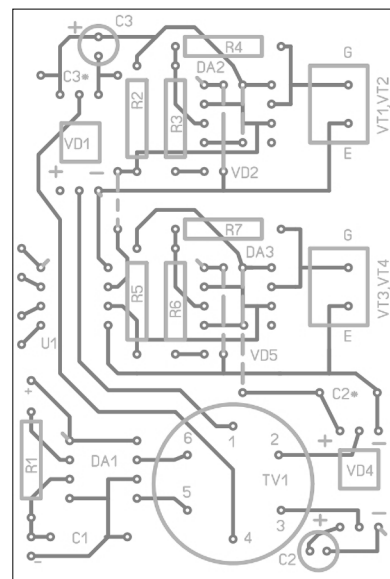 + C3
R4
DA2
C3*
G
R2
R3
VT1,VT2
VD1
+ −
VD2
E
R7
DA3
G
R5
R6
VT3,VT4
U1
VD5
E
+
C2*
6 1 2 + −
R1
DA1
TV1
VD4
5
3
C1
4
+ −
C2
−